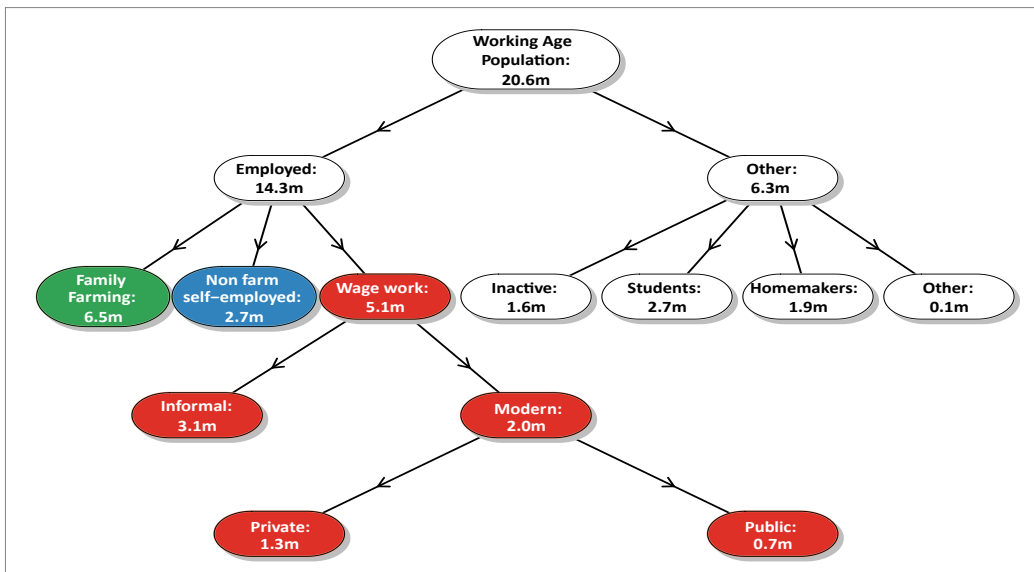 Working Age
Population:
20.6m
Employed:
14.3m
Other:
6.3m
Family
Farming:
6.5m
Non farm
self–employed:
2.7m
Wage work:
5.1m
Inactive:
1.6m
Students:
2.7m
Homemakers:
1.9m
Other:
0.1m
Informal:
3.1m
Modern:
2.0m
Private:
1.3m
Public:
0.7m